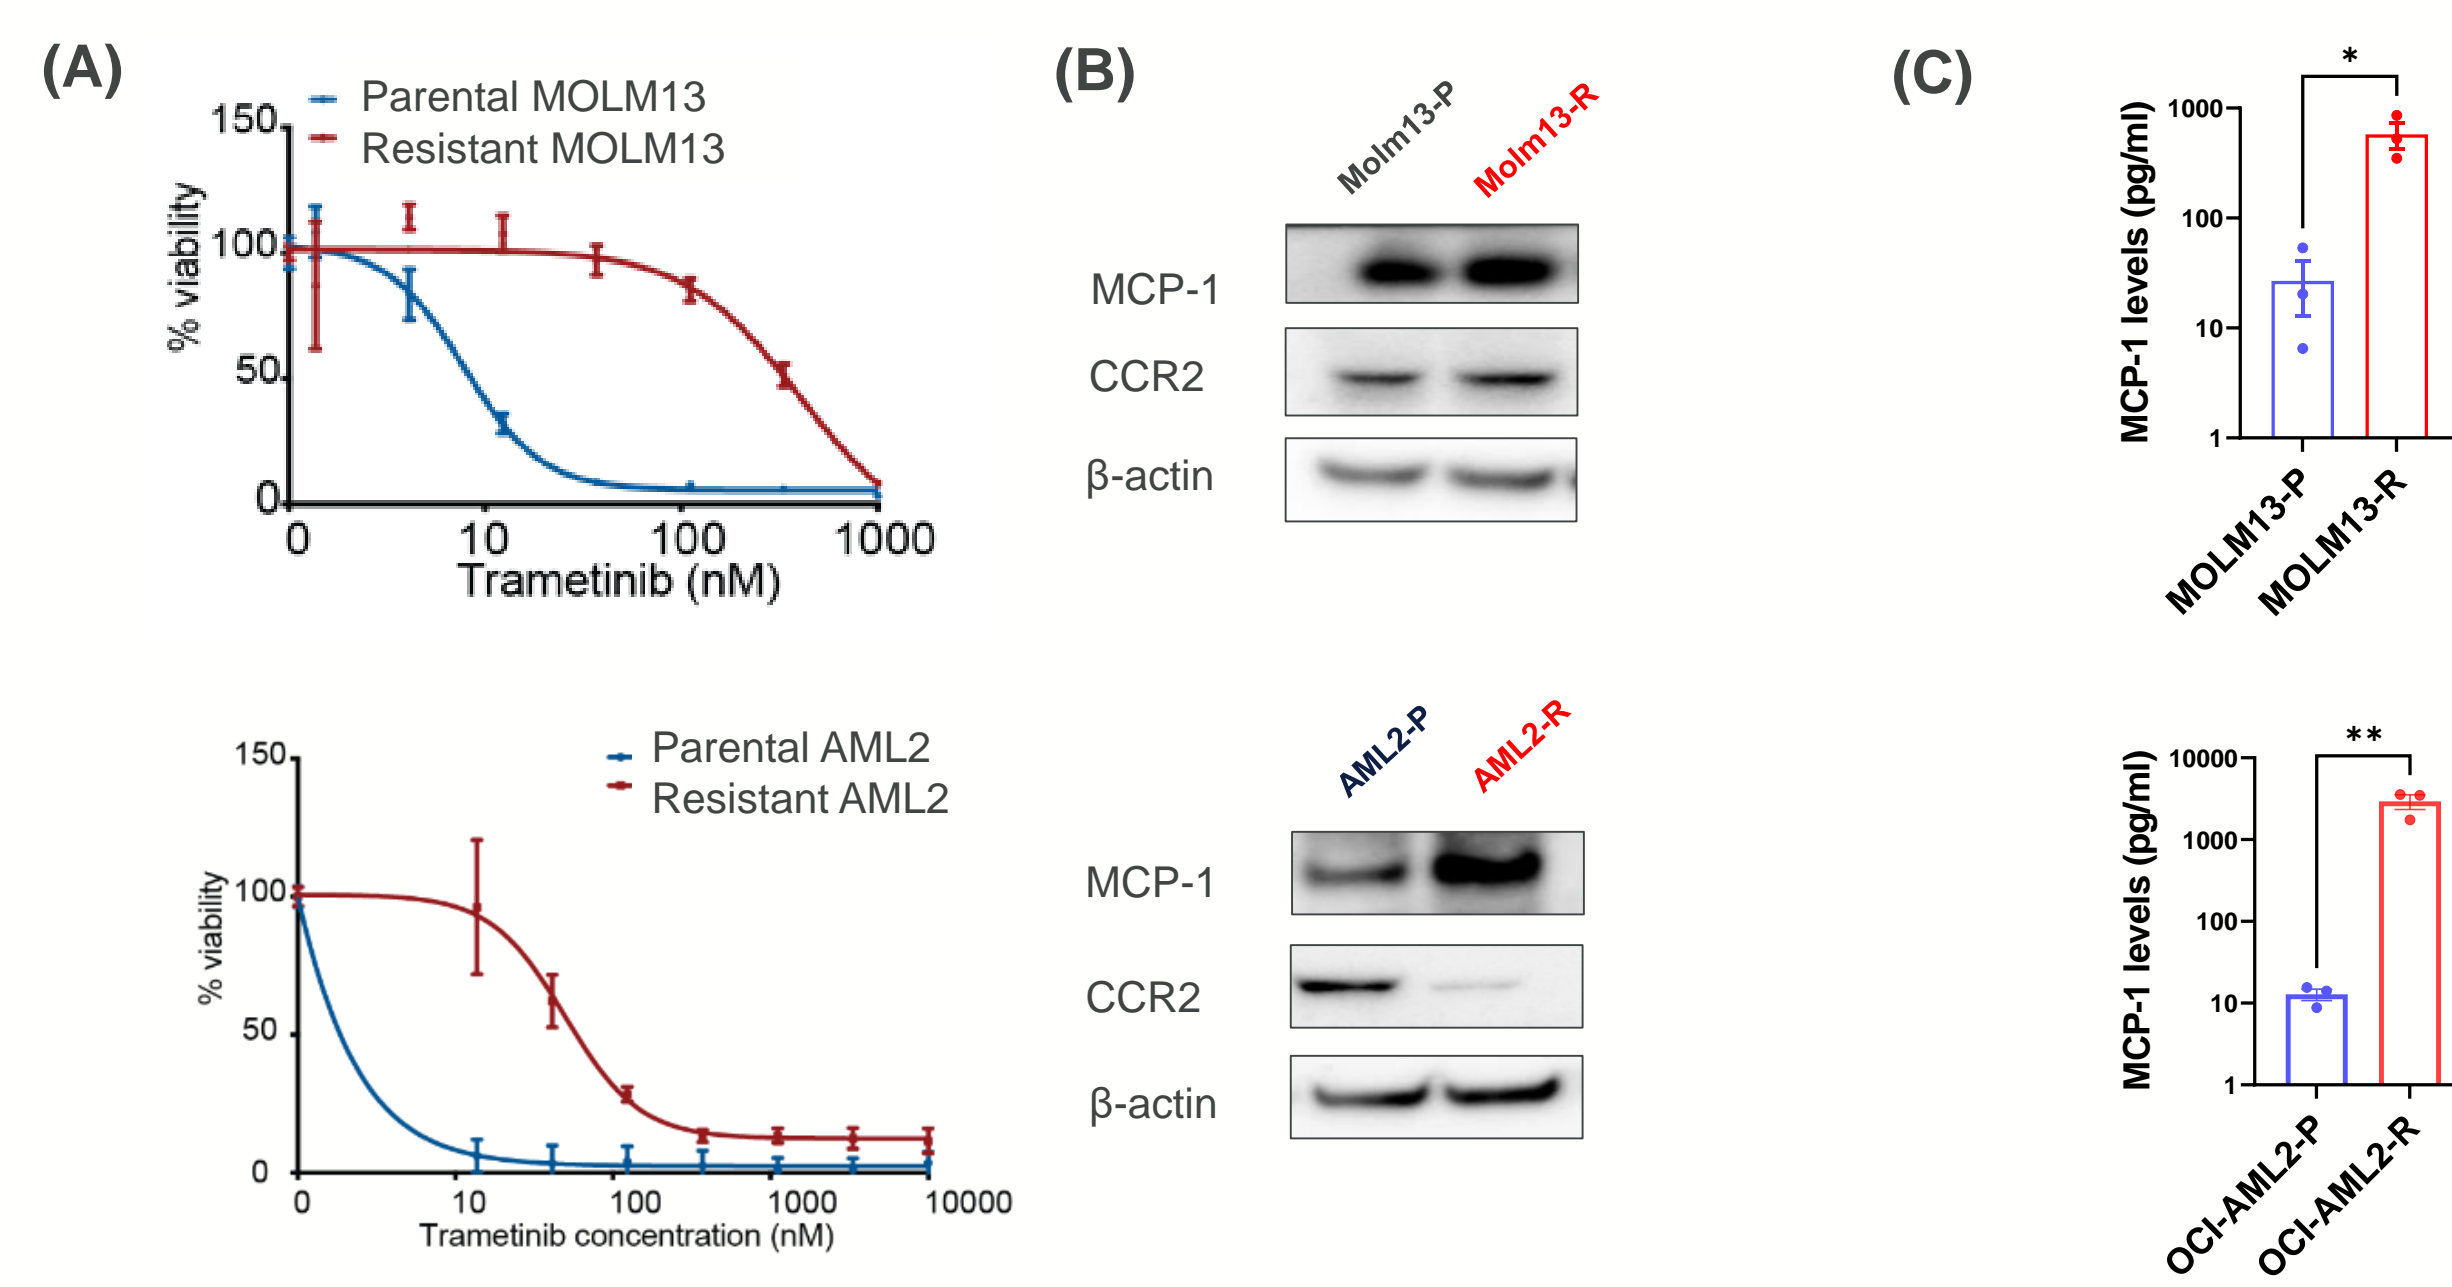 (A)
Parental MOLM13
Resistant MOLM13
150
100
50
0
% viability
0 10 100 1000
Trametinib (nM)
Parental AML2
Resistant AML2
150
100
50
0
% viability
0 10 100 1000 10000
Trametinib concentration (nM)
(B)
Molm13-P
Molm13-R
MCP-1
CCR2
β-actin
AML2-P
AML2-R
MCP-1
CCR2
β-actin
(C)
*
1000
100
10
1
MCP-1 levels (pg/ml)
MOLM13-P
MOLM13-R
**
10000
1000
100
10
1
MCP-1 levels (pg/ml)
OCI-AML2-P
OCI-AML2-R